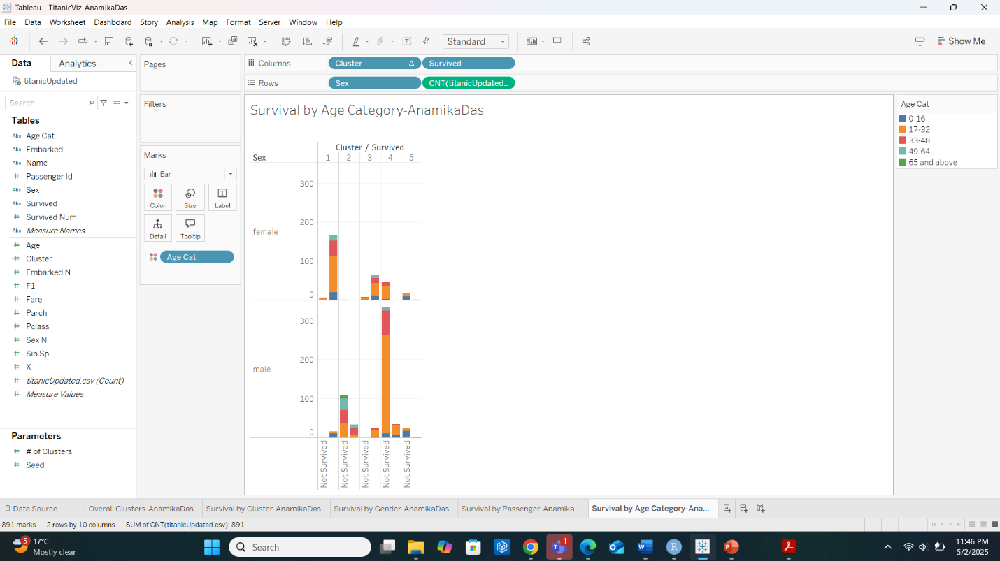 Tableau - TitanicViz-AnamikaDas
File Data Worksheet Dashboard Story Analysis Map Format Server Window Help
Standard
Show Me
Data Analytics
titanicUpdated
Search
Tables
Abc Age Cat
Abc Embarked
Abc Name
# Passenger Id
Abc Sex
Abc Survived
# Survived Num
Abc Measure Names
# Age
# Cluster
# Embarked N
# F1
# Fare
# Parch
# Pclass
# Sex N
# Sib Sp
# X
# titanicUpdated.csv (Count)
# Measure Values
Parameters
# # of Clusters
# Seed
Pages
Filters
Marks
Bar
Color Size Label
Detail Tooltip
Age Cat
Columns Cluster Δ Survived
Rows Sex CNT(titanicUpdated..
Survival by Age Category-AnamikaDas
Cluster / Survived
Sex 1 2 3 4 5
300
200
female
100
0
300
200
male
100
0
Not Survived
Not Survived
Not Survived
Not Survived
Not Survived
Age Cat
0-16
17-32
33-48
49-64
65 and above
Data Source Overall Clusters-AnamikaDas Survival by Cluster-AnamikaDas Survival by Gender-AnamikaDas Survival by Passenger-Anamika... Survival by Age Category-Ana...
891 marks 2 rows by 10 columns SUM of CNT(titanicUpdated.csv): 891
5
17°C
Mostly clear
Search
1
11:46 PM
5/2/2025